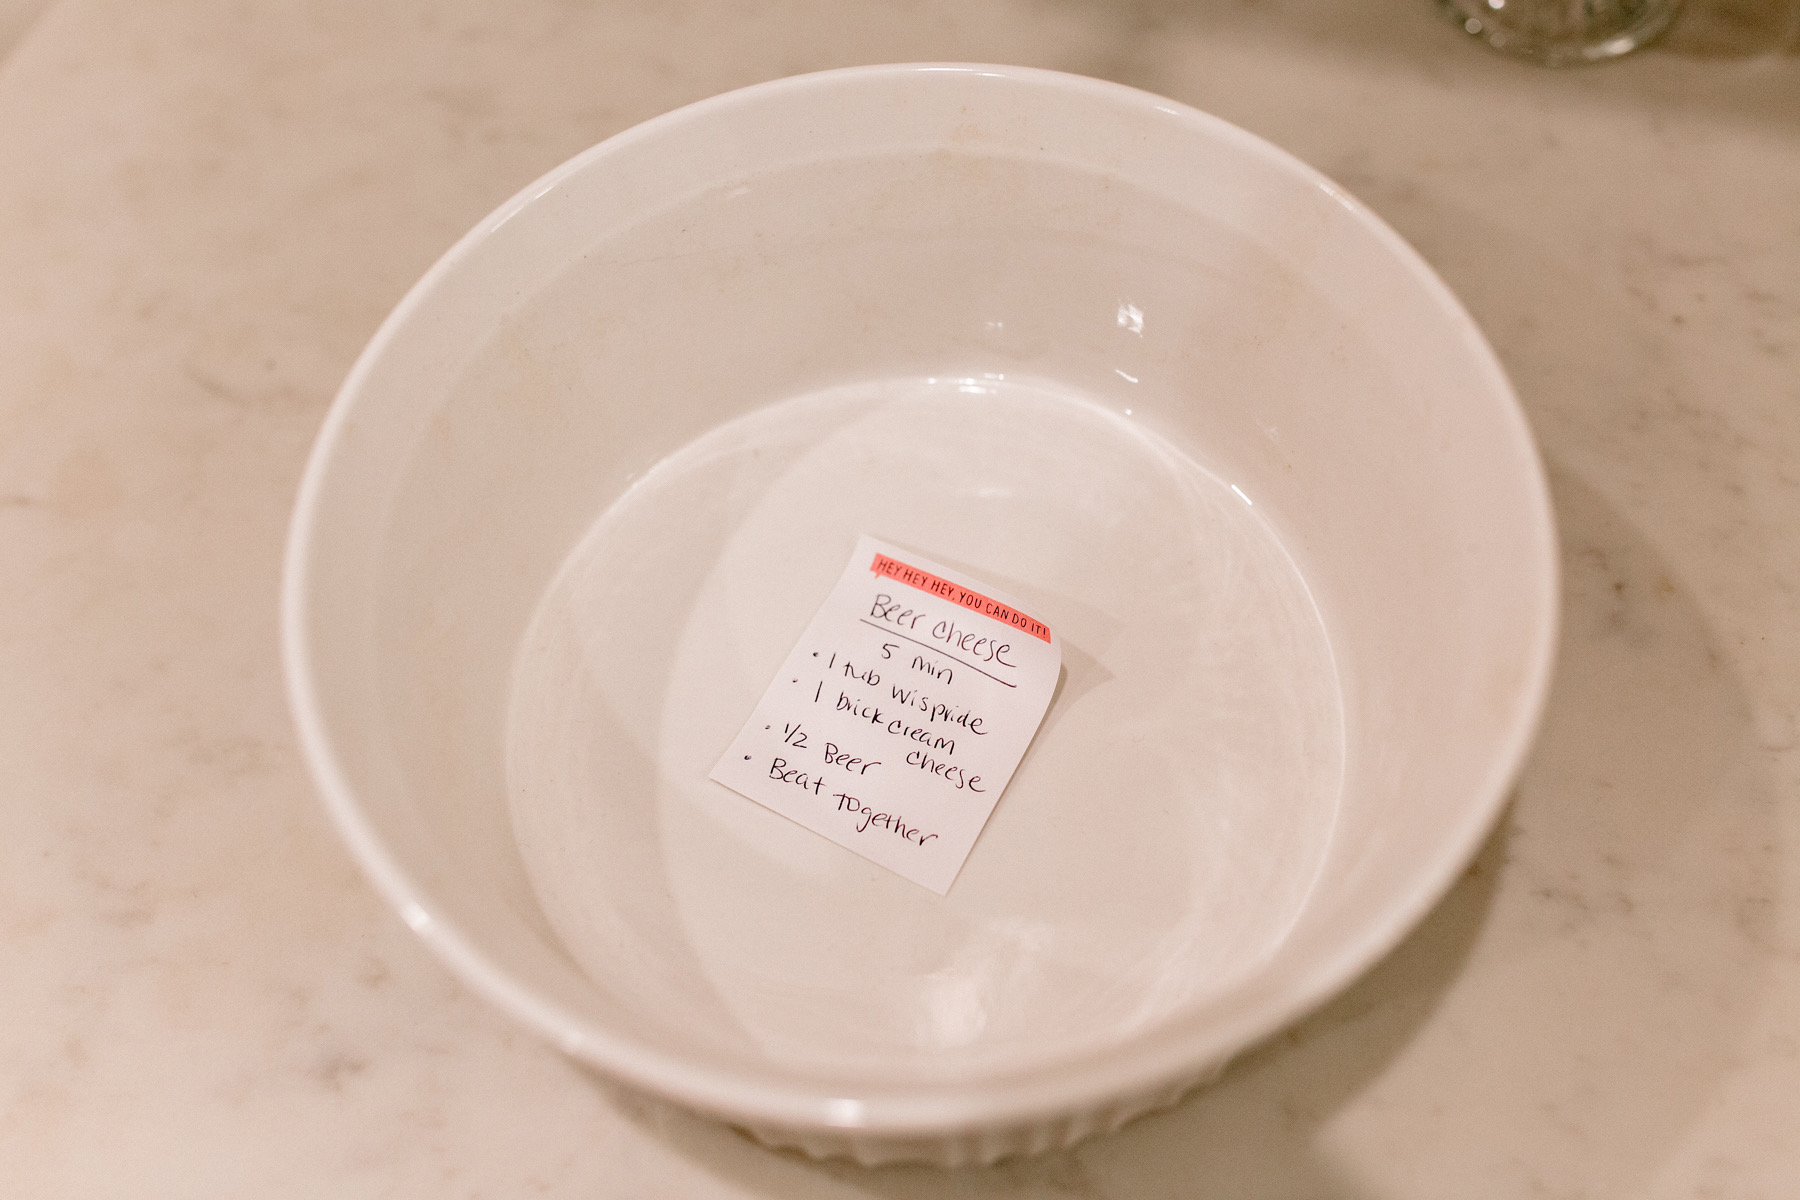 HEY HEY HEY, YOU CAN DO IT!
Beer cheese
5 min
• 1 tub wispride
• 1 brick cream
cheese
• 1/2 Beer
• Beat together